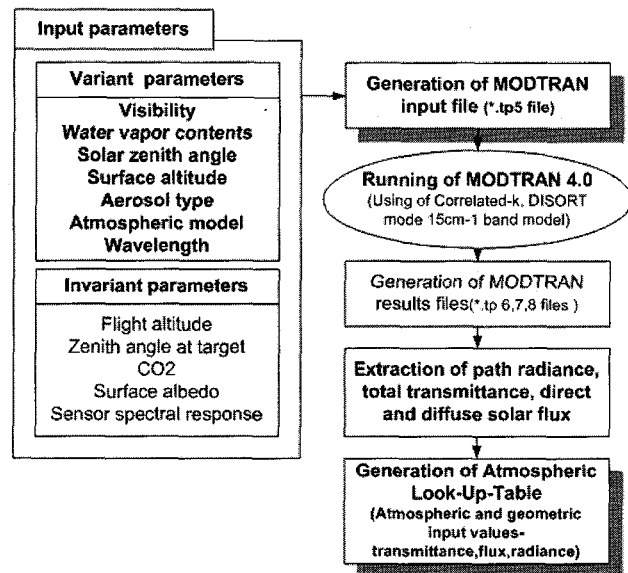 Input parameters
Variant parameters
Visibility
Water vapor contents
Solar zenith angle
Surface altitude
Aerosol type
Atmospheric model
Wavelength
Invariant parameters
Flight altitude
Zenith angle at target
CO2
Surface albedo
Sensor spectral response
Generation of MODTRAN
input file (*.tp5 file)
Running of MODTRAN 4.0
(Using of Correlated-k, DISORT
mode 15cm-1 band model)
Generation of MODTRAN
results files(*.tp 6,7,8 files )
Extraction of path radiance,
total transmittance, direct
and diffuse solar flux
Generation of Atmospheric
Look-Up-Table
(Atmospheric and geometric
input values-
transmittance,flux,radiance)